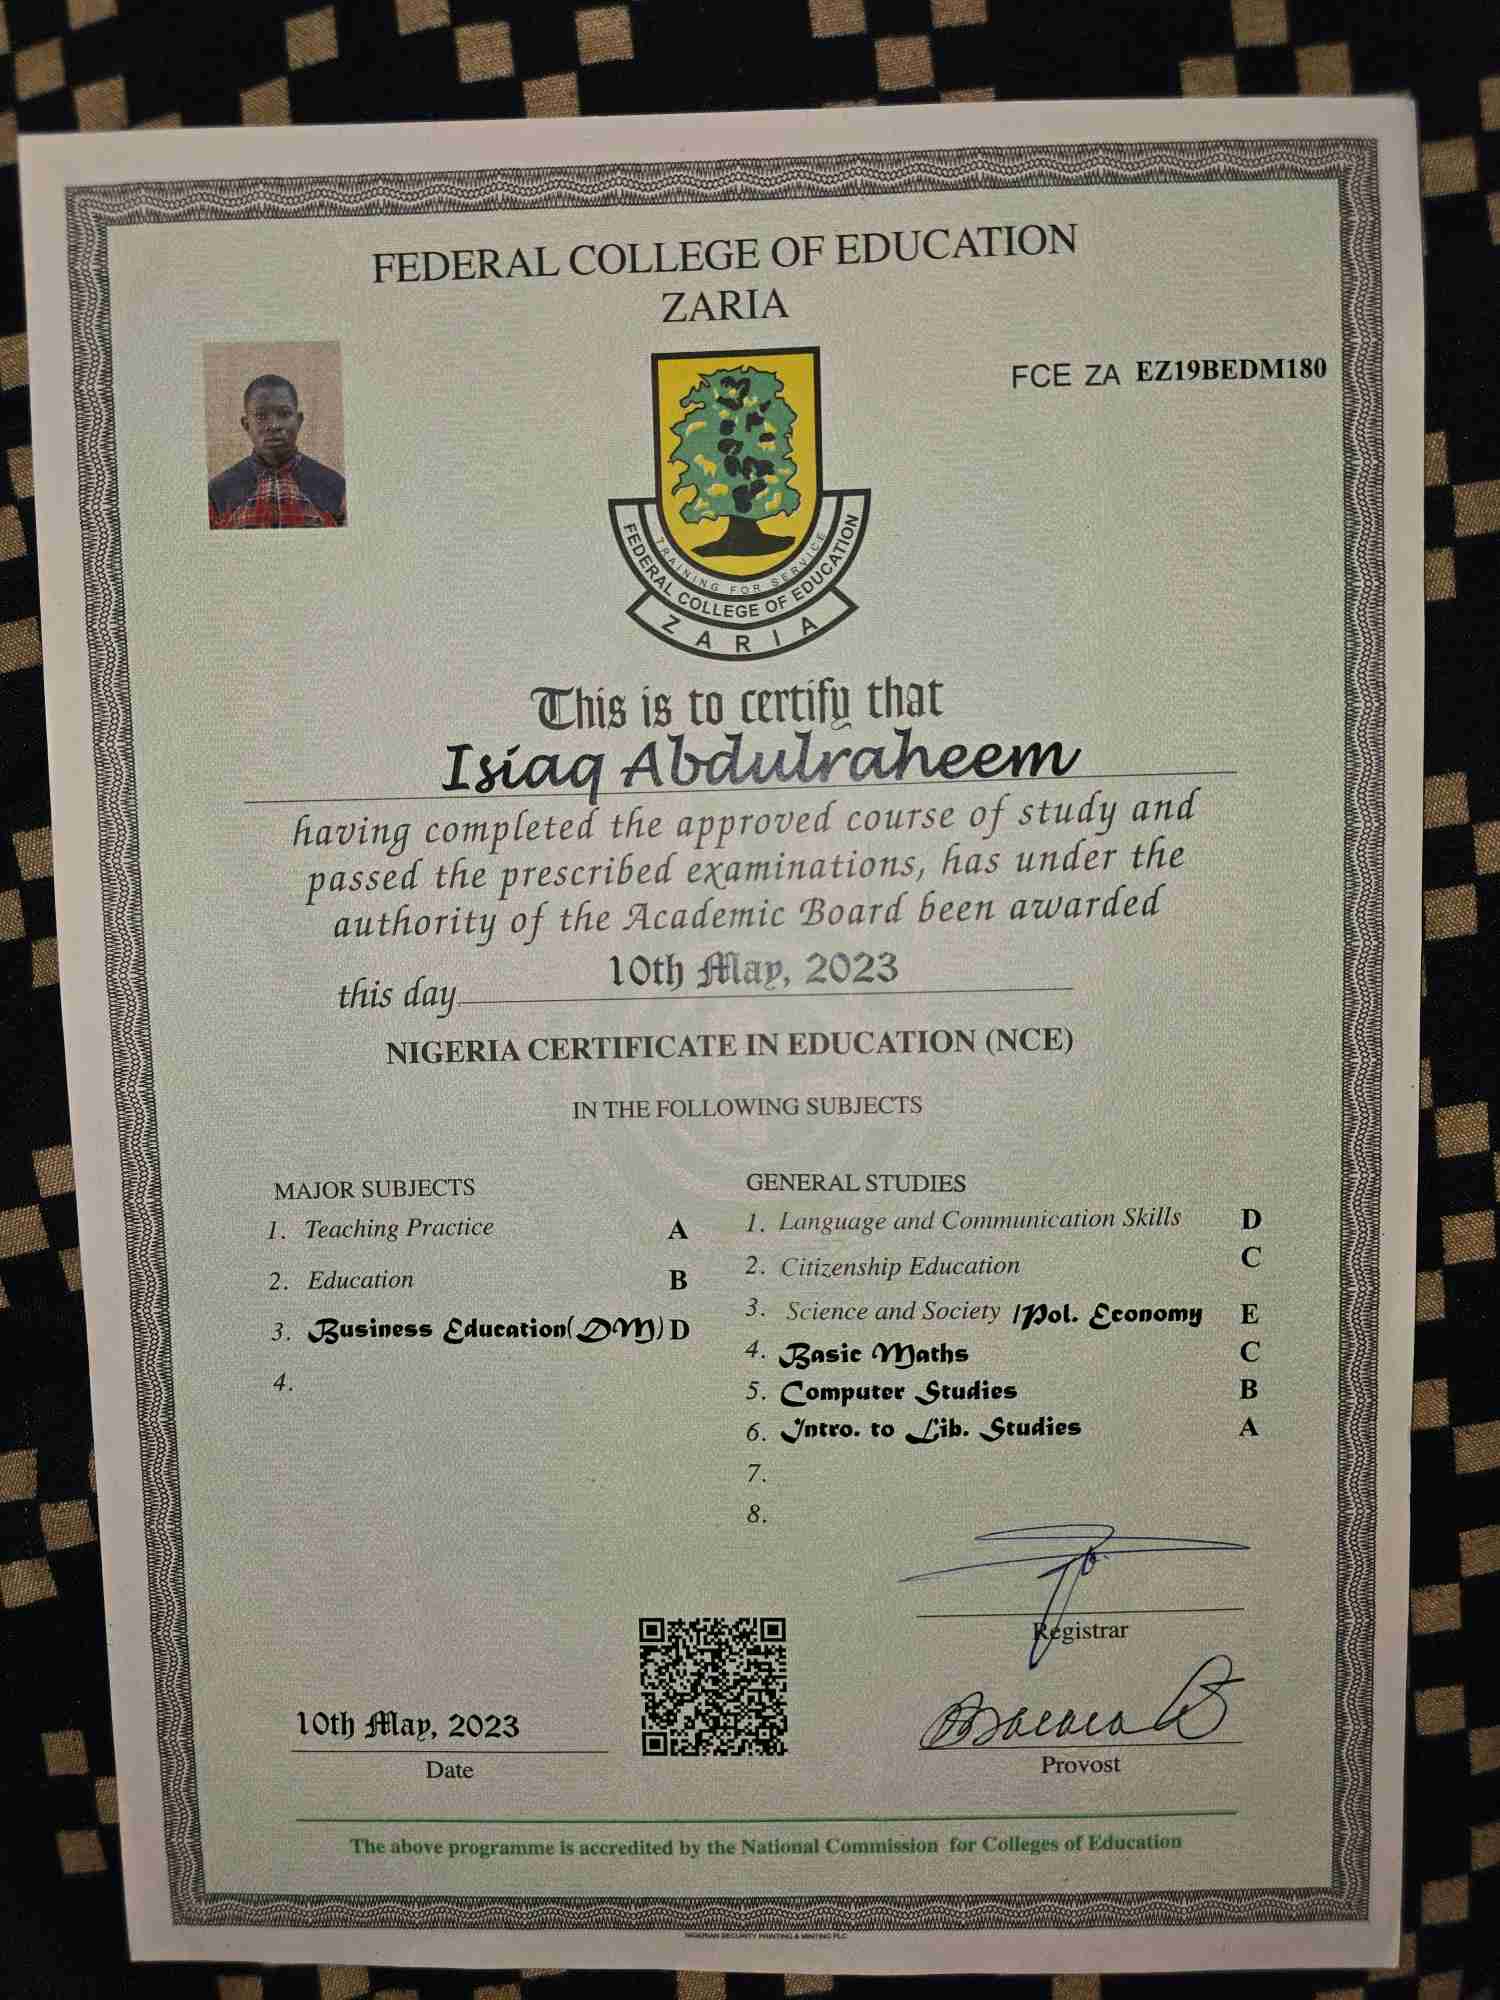 FEDERAL COLLEGE OF EDUCATION
ZARIA
FCE ZA EZ19BEDM180
TRAINING FOR SERVICE
FEDERAL COLLEGE OF EDUCATION
ZARIA
This is to certify that
Isiaq Abdulraheem
having completed the approved course of study and
passed the prescribed examinations, has under the
authority of the Academic Board been awarded
this day 10th May, 2023
NIGERIA CERTIFICATE IN EDUCATION (NCE)
IN THE FOLLOWING SUBJECTS
MAJOR SUBJECTS
1. Teaching Practice A
2. Education B
3. Business Education(DM) D
4.
GENERAL STUDIES
1. Language and Communication Skills D
2. Citizenship Education C
3. Science and Society /Pol. Economy E
4. Basic Maths C
5. Computer Studies B
6. Intro. to Lib. Studies A
7.
8.
Registrar
10th May, 2023
Date
Provost
The above programme is accredited by the National Commission for Colleges of Education
NIGERIAN SECURITY PRINTING & MINTING PLC